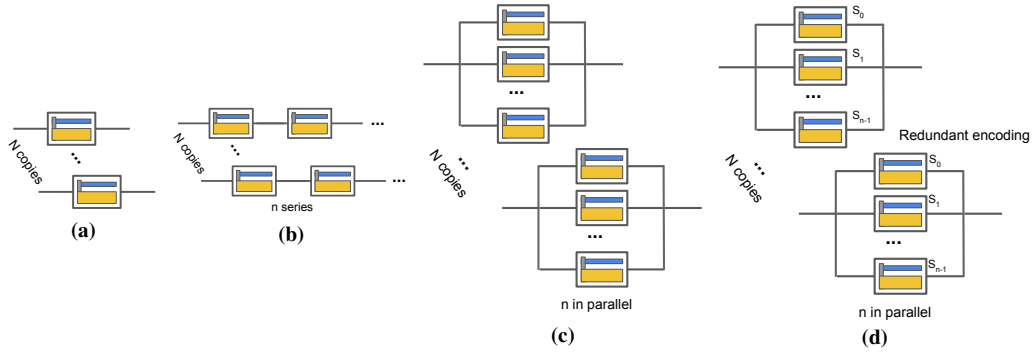 ...
N copies
(a)
...
...
N copies
...
n series
(b)
...
...
N copies
...
n in parallel
(c)
S0
S1
...
Sn-1
...
N copies
Redundant encoding
S0
S1
...
Sn-1
n in parallel
(d)